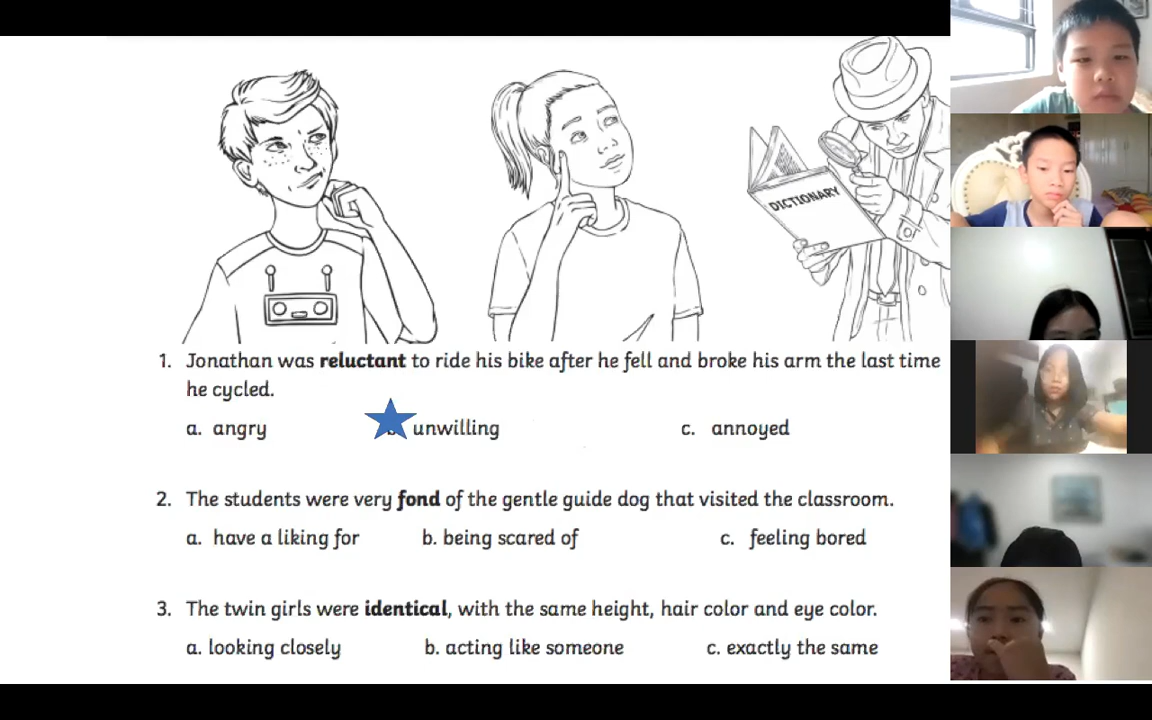 DICTIONARY
1. Jonathan was reluctant to ride his bike after he fell and broke his arm the last time
he cycled.
a. angry unwilling c. annoyed
2. The students were very fond of the gentle guide dog that visited the classroom.
a. have a liking for b. being scared of c. feeling bored
3. The twin girls were identical, with the same height, hair color and eye color.
a. looking closely b. acting like someone c. exactly the same